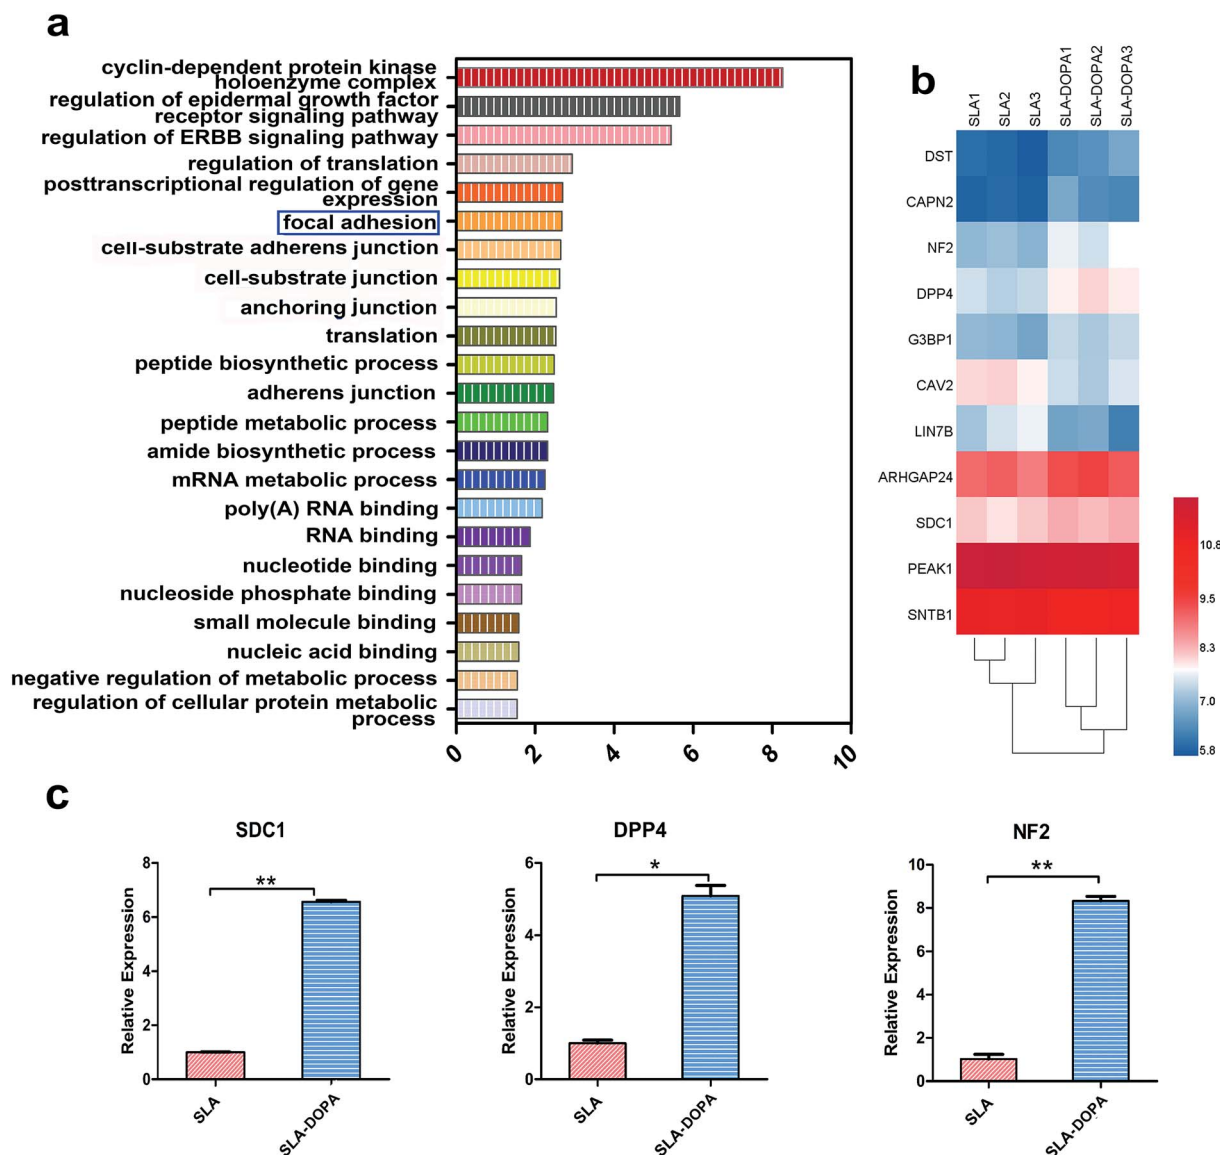 a
cyclin-dependent protein kinase
holoenzyme complex
regulation of epidermal growth factor
receptor signaling pathway
regulation of ERBB signaling pathway
regulation of translation
posttranscriptional regulation of gene
expression
focal adhesion
cell-substrate adherens junction
cell-substrate junction
anchoring junction
translation
peptide biosynthetic process
adherens junction
peptide metabolic process
amide biosynthetic process
mRNA metabolic process
poly(A) RNA binding
RNA binding
nucleotide binding
nucleoside phosphate binding
small molecule binding
nucleic acid binding
negative regulation of metabolic process
regulation of cellular protein metabolic
process
0 2 4 6 8 10
b
SLA1 SLA2 SLA3 SLA-DOPA1 SLA-DOPA2 SLA-DOPA3
DST
CAPN2
NF2
DPP4
G3BP1
CAV2
LIN7B
ARHGAP24
SDC1
PEAK1
SNTB1
10.8
9.5
8.3
7.0
5.8
c
SDC1
Relative Expression
8
6
4
2
0
**
SLA SLA-DOPA
DPP4
Relative Expression
6
4
2
0
*
SLA SLA-DOPA
NF2
Relative Expression
10
8
6
4
2
0
**
SLA SLA-DOPA